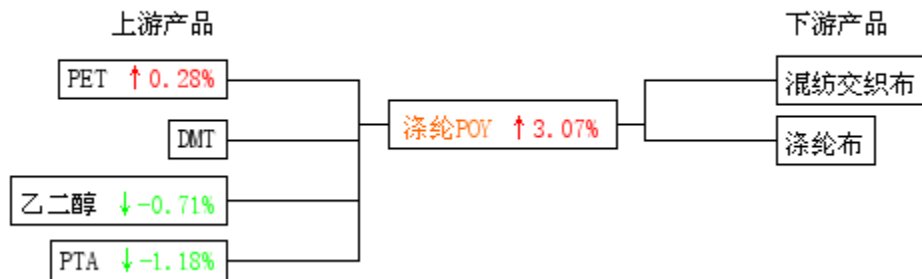 上游产品
下游产品
PET ↑0.28%
混纺交织布
涤纶POY ↑3.07%
DMT
涤纶布
乙二醇 ↓-0.71%
PTA ↓-1.18%